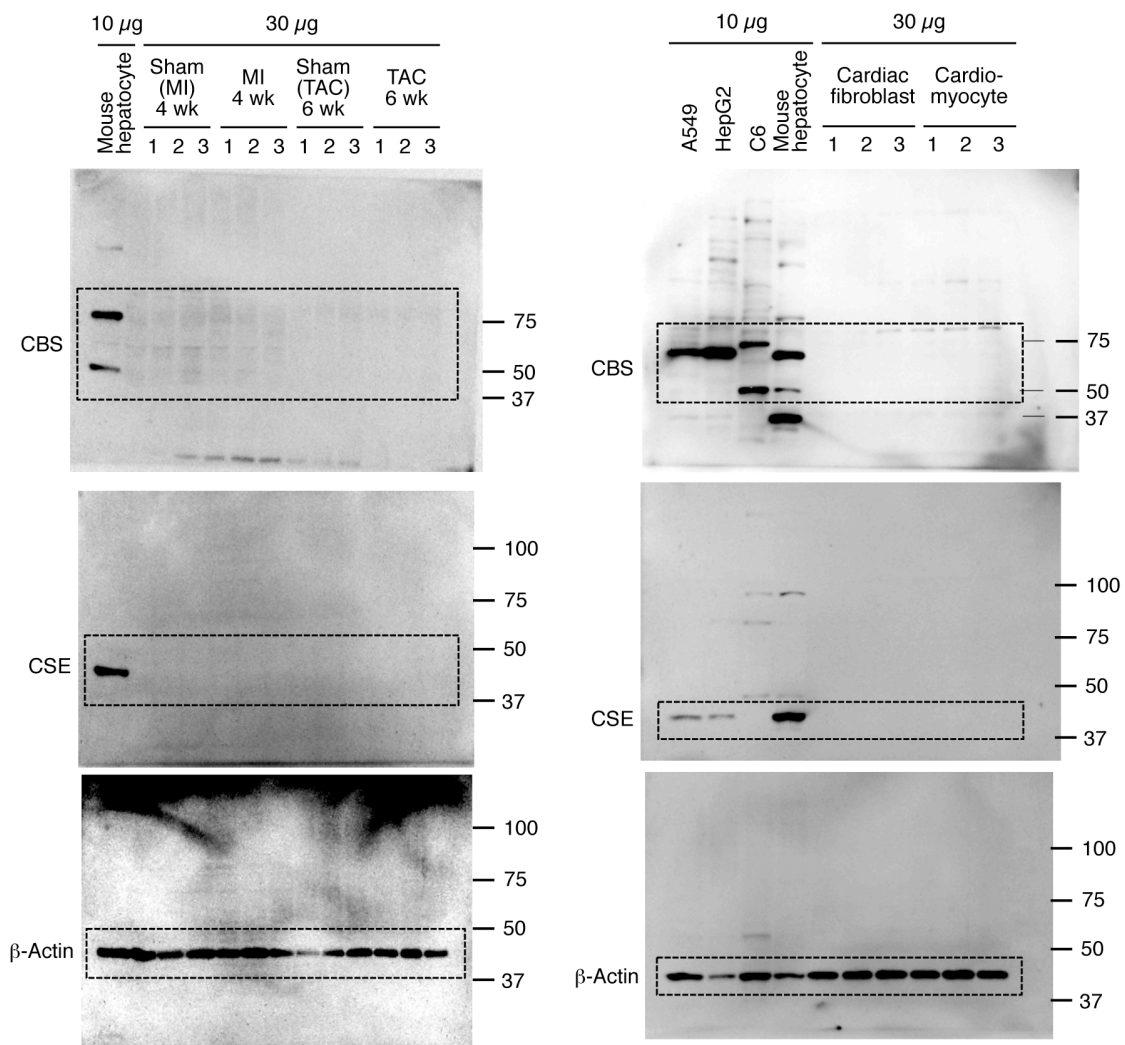 10 µg
30 µg
Mouse
hepatocyte
Sham
(MI)
4 wk
MI
4 wk
Sham
(TAC)
6 wk
TAC
6 wk
1 2 3 1 2 3 1 2 3 1 2 3
CBS
75
50
37
CSE
100
75
50
37
β-Actin
100
75
50
37
10 µg
30 µg
A549
HepG2
C6
Mouse
hepatocyte
Cardiac
fibroblast
Cardio-
myocyte
1 2 3 1 2 3
CBS
75
50
37
CSE
100
75
50
37
β-Actin
100
75
50
37